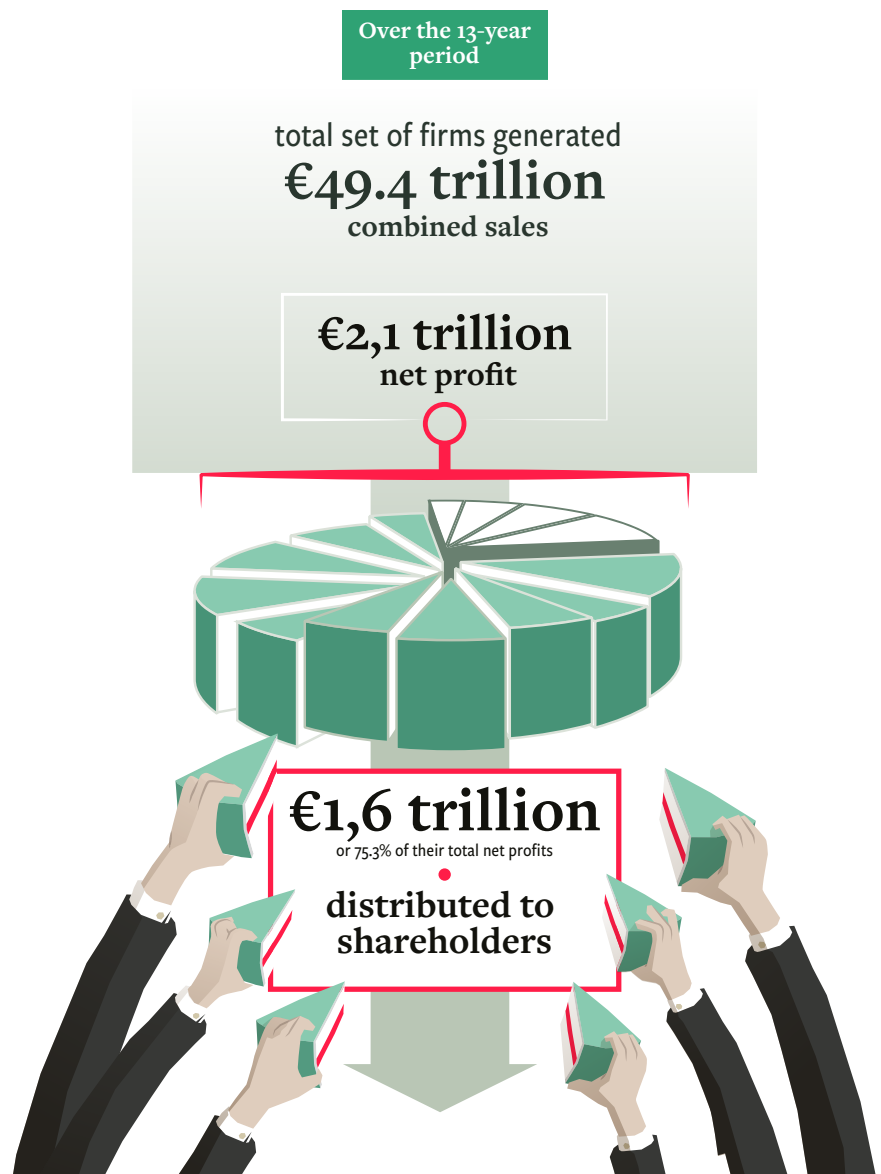 Over the 13-year
period
total set of firms generated
€49.4 trillion
combined sales
€2,1 trillion
net profit
€1,6 trillion
or 75.3% of their total net profits
distributed to
shareholders